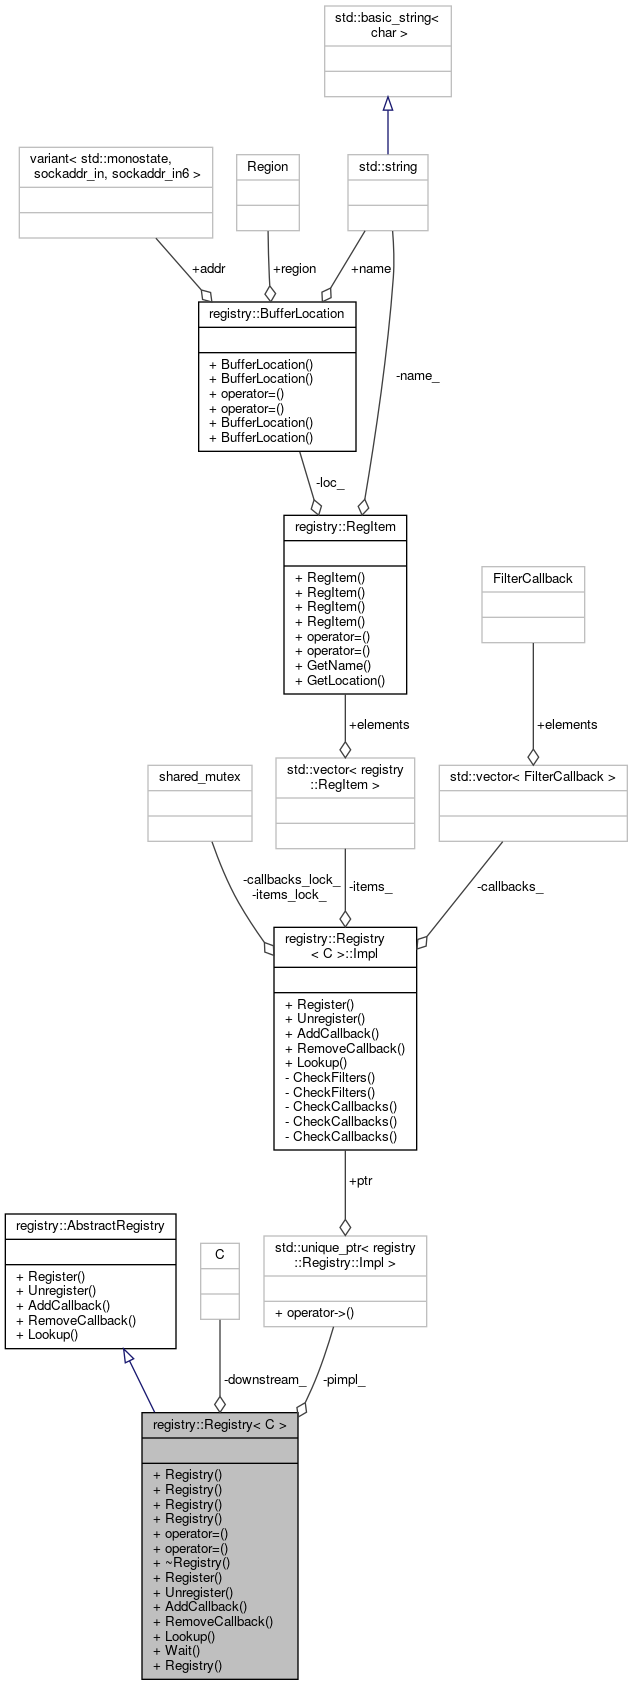 std::basic_string<
char >
variant< std::monostate,
sockaddr_in, sockaddr_in6 >
Region
std::string
+addr
+region
+name
registry::BufferLocation
+ BufferLocation()
+ BufferLocation()
+ operator=()
+ operator=()
+ BufferLocation()
+ BufferLocation()
-name_
-loc_
registry::RegItem
+ RegItem()
+ RegItem()
+ RegItem()
+ RegItem()
+ operator=()
+ operator=()
+ GetName()
+ GetLocation()
FilterCallback
+elements
+elements
shared_mutex
std::vector< registry
::RegItem >
std::vector< FilterCallback >
-callbacks_lock_
-items_lock_
-items_
-callbacks_
registry::Registry
< C >::Impl
+ Register()
+ Unregister()
+ AddCallback()
+ RemoveCallback()
+ Lookup()
- CheckFilters()
- CheckFilters()
- CheckCallbacks()
- CheckCallbacks()
- CheckCallbacks()
+ptr
registry::AbstractRegistry
+ Register()
+ Unregister()
+ AddCallback()
+ RemoveCallback()
+ Lookup()
C
std::unique_ptr< registry
::Registry::Impl >
+ operator->()
-downstream_
-pimpl_
registry::Registry< C >
+ Registry()
+ Registry()
+ Registry()
+ Registry()
+ operator=()
+ operator=()
+ ~Registry()
+ Register()
+ Unregister()
+ AddCallback()
+ RemoveCallback()
+ Lookup()
+ Wait()
+ Registry()